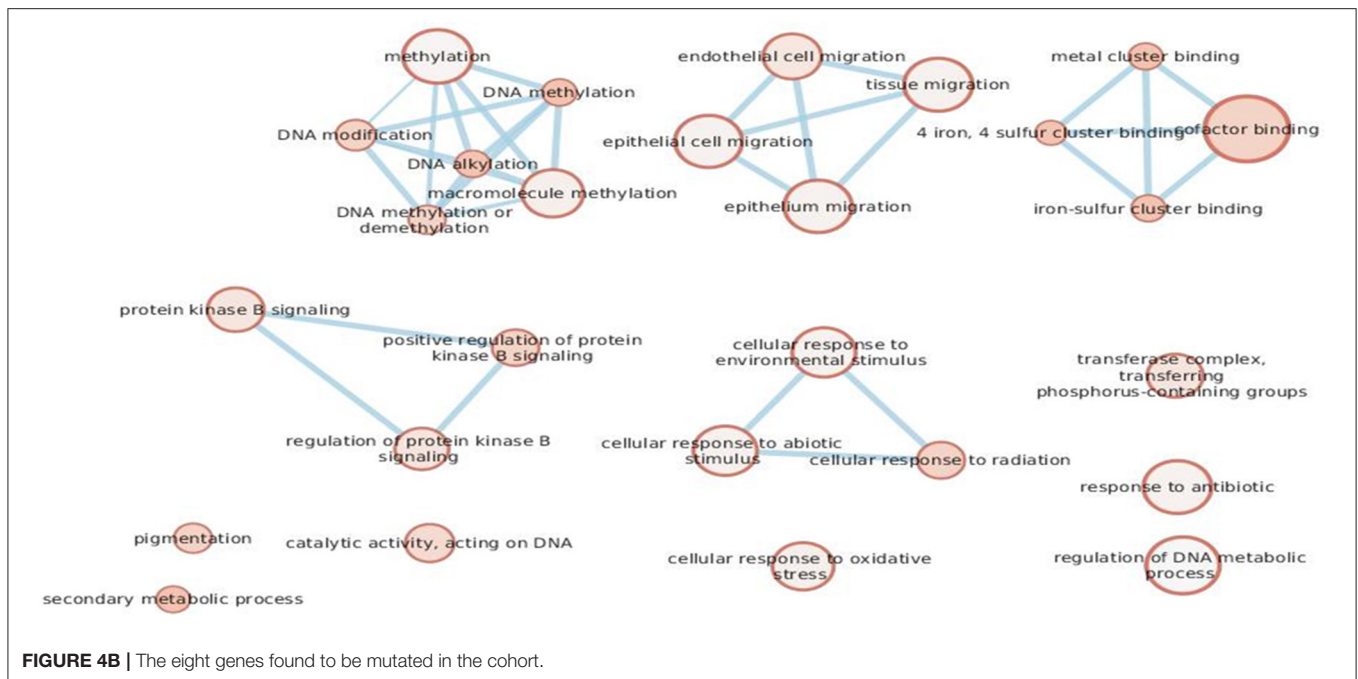 methylation
DNA methylation
DNA modification
DNA alkylation
macromolecule methylation
DNA methylation or
demethylation
endothelial cell migration
tissue migration
epithelial cell migration
epithelium migration
metal cluster binding
4 iron, 4 sulfur cluster binding
cofactor binding
iron-sulfur cluster binding
protein kinase B signaling
positive regulation of protein
kinase B signaling
regulation of protein kinase B
signaling
cellular response to
environmental stimulus
cellular response to abiotic
stimulus
cellular response to radiation
transferase complex,
transferring
phosphorus-containing groups
response to antibiotic
pigmentation
catalytic activity, acting on DNA
cellular response to oxidative
stress
regulation of DNA metabolic
process
secondary metabolic process
FIGURE 4B | The eight genes found to be mutated in the cohort.